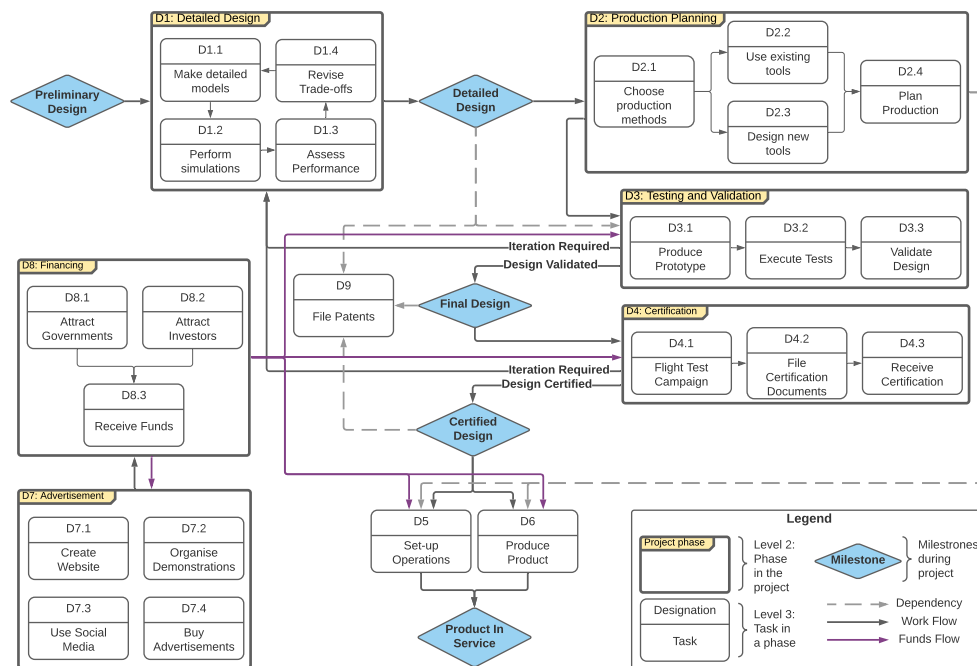 D1: Detailed Design
D1.1
Make detailed
models
D1.4
Revise
Trade-offs
D1.2
Perform
simulations
D1.3
Assess
Performance
Preliminary
Design
Detailed
Design
D2: Production Planning
D2.1
Choose
production
methods
D2.2
Use existing
tools
D2.3
Design new
tools
D2.4
Plan
Production
D3: Testing and Validation
D3.1
Produce
Prototype
D3.2
Execute Tests
D3.3
Validate
Design
Iteration Required
Design Validated
D8: Financing
D8.1
Attract
Governments
D8.2
Attract
Investors
D8.3
Receive Funds
D9
File Patents
Final Design
D4: Certification
D4.1
Flight Test
Campaign
D4.2
File
Certification
Documents
D4.3
Receive
Certification
Iteration Required
Design Certified
Certified
Design
D7: Advertisement
D7.1
Create
Website
D7.2
Organise
Demonstrations
D7.3
Use Social
Media
D7.4
Buy
Advertisements
D5
Set-up
Operations
D6
Produce
Product
Product In
Service
Legend
Project phase
Level 2:
Phase
in the
project
Milestone
Milestrones
during
project
Designation
Task
Level 3:
Task in
a phase
Dependency
Work Flow
Funds Flow